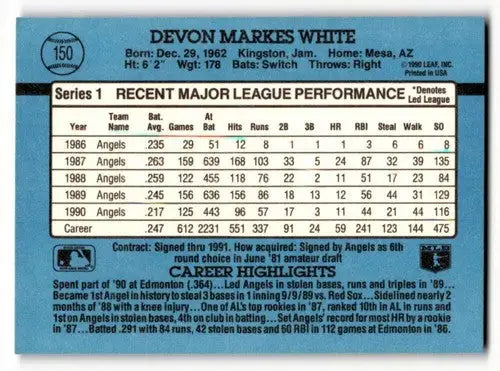 150
DEVON MARKES WHITE
Born: Dec. 29, 1962 Kingston, Jam. Home: Mesa, AZ
Ht: 6'2" Wgt: 178 Bats: Switch Throws: Right
© 1990 LEAF, INC.
Printed in USA
Series 1 RECENT MAJOR LEAGUE PERFORMANCE *Denotes Led League
Year Team Name Bat. Avg. Games At Bat Hits Runs 2B 3B HR RBI Steal Walk SO
1986 Angels .235 29 51 12 8 1 1 1 3 6 6 8
1987 Angels .263 159 639 168 103 33 5 24 87 32 39 135
1988 Angels .259 122 455 118 76 22 2 11 51 17 23 84
1989 Angels .245 156 636 156 86 18 13 12 56 44 31 129
1990 Angels .217 125 443 96 57 17 3 11 44 21 44 116
Career .247 612 2231 551 337 91 24 59 241 133 144 475
Contract: Signed thru 1991. How acquired: Signed by Angels as 6th
round choice in June '81 amateur draft
CAREER HIGHLIGHTS
Spent part of '90 at Edmonton (.364)... Led Angels in stolen bases, runs and triples in '89...
Became 1st Angel in history to steal 3 bases in 1 inning 9/9/89 vs Red Sox... Sidelined nearly 2
months of '88 with a knee injury... One of AL's top rookies in '87, ranked 10th in AL in runs and
1st on Angels in stolen bases, 4th on club in batting... Set Angels' record for most HR by a rookie
in '87... Batted .291 with 84 runs, 42 stolen bases and 60 RBI in 112 games at Edmonton in '86.